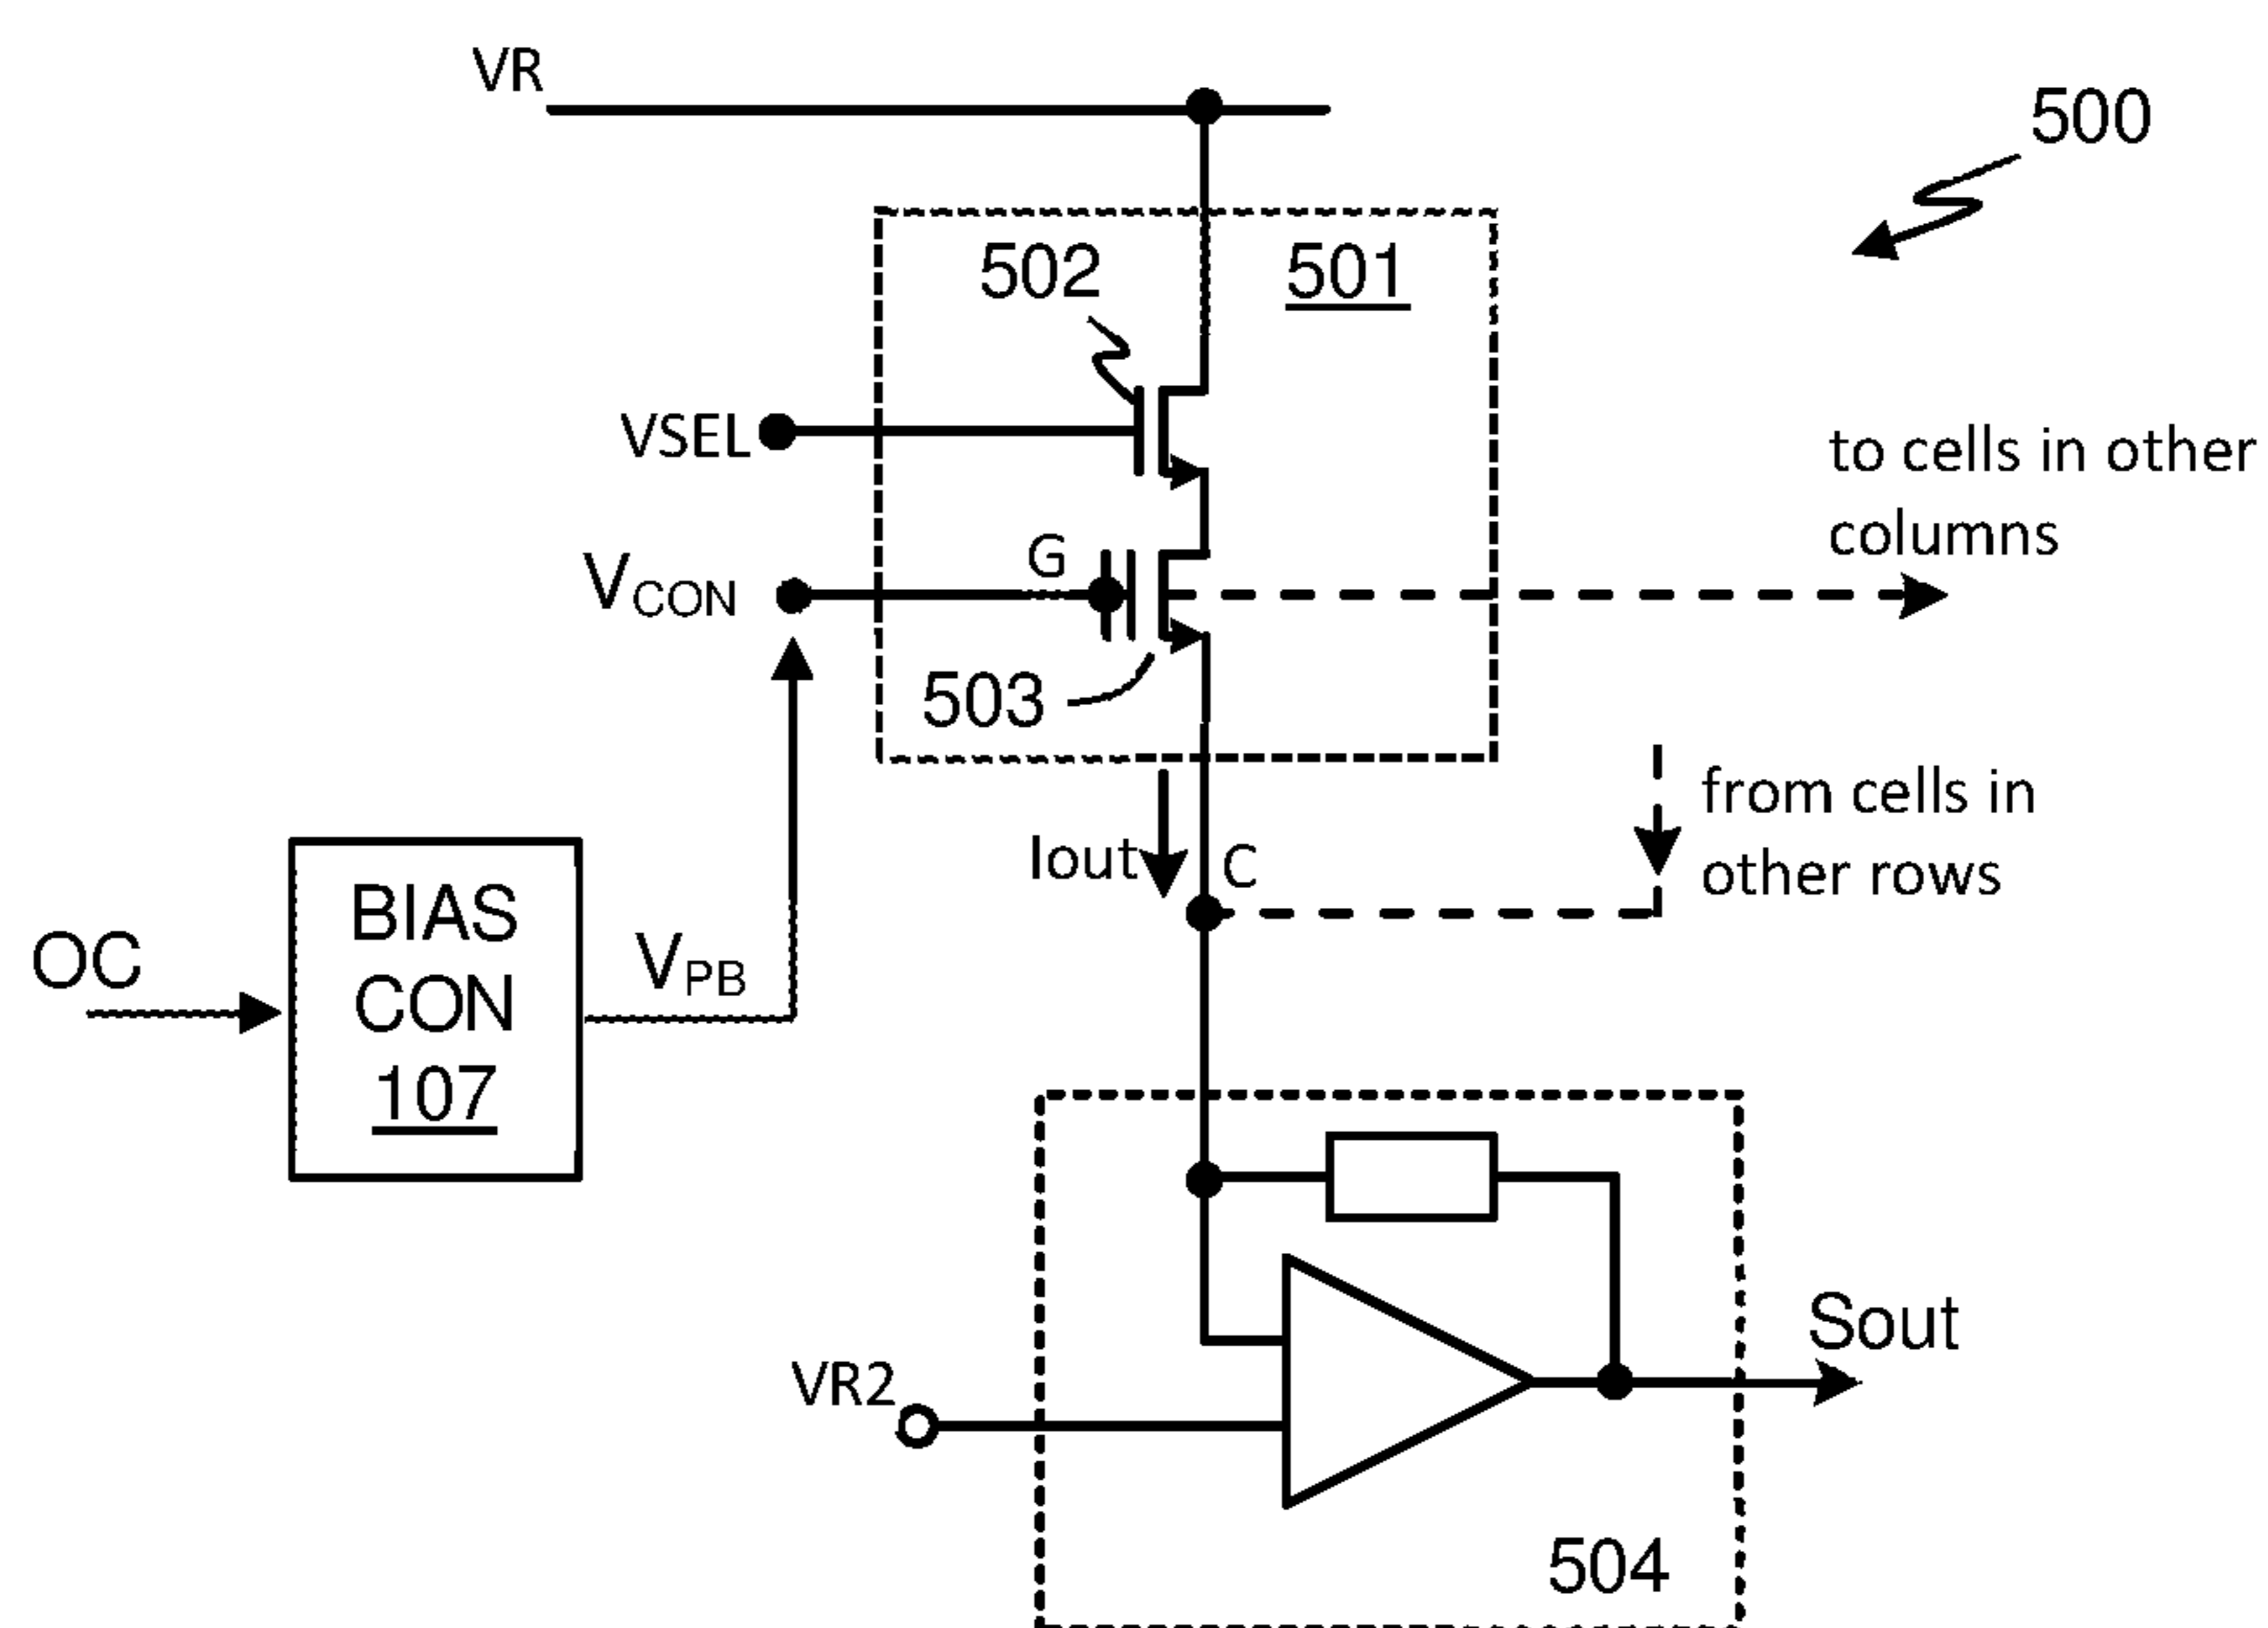 VR
500
502
501
VSEL
to cells in other
columns
G
VCON
503
from cells in
other rows
Iout
C
BIAS
CON
107
OC
VPB
Sout
VR2
504